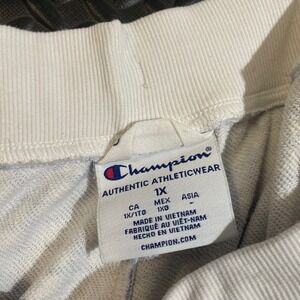 Champion®
AUTHENTIC ATHLETICWEAR
1X
CA MEX ASIA
1X/1TG 1XG -
MADE IN VIETNAM
FABRIQUÉ AU VIÊT-NAM
HECHO EN VIETNAM
CHAMPION.COM